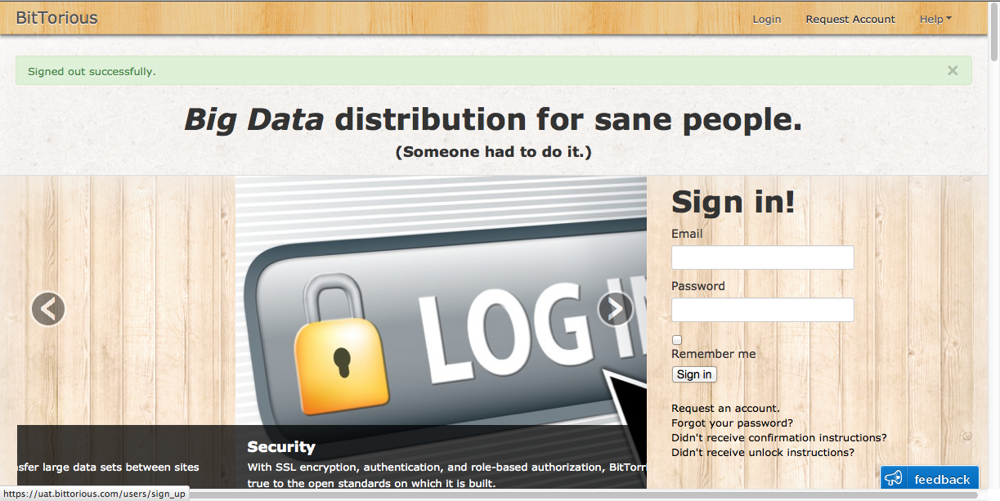 BitTorious
Login
Request Account
Help
Signed out successfully.
×
Big Data distribution for sane people.
(Someone had to do it.)
LOG IN
Sign in!
Email
Password
Remember me
Sign in
Request an account.
Forgot your password?
Didn't receive confirmation instructions?
Didn't receive unlock instructions?
large data sets between sites
Security
With SSL encryption, authentication, and role-based authorization,
true to the open standards on which it is built.
feedback
https://uat.bittorious.com/users/sign_up